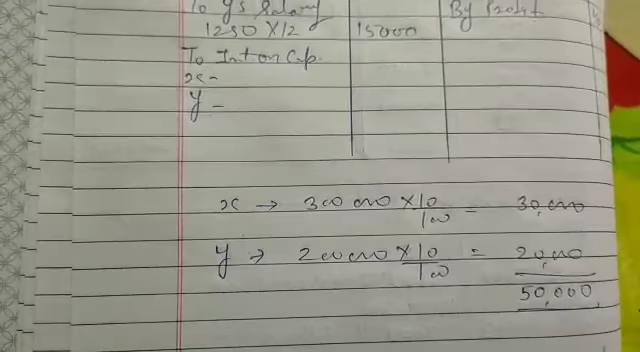 To Y's Salary By Profit
1250 X 12 15000
To Int on Cap.
x -
Y -
x → 300000 × 10/100 = 30,000
Y → 200000 × 10/100 = 20,000
50,000